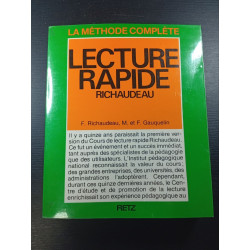 LA MÉTHODE COMPLÈTE
LECTURE
RAPIDE
RICHAUDEAU
F. Richaudeau, M. et F. Gauquelin
Il y a quinze ans paraissait la première ver-
sion du Cours de lecture rapide Richaudeau.
Ce fut un événement et un succès immédiat,
tant auprès des spécialistes de la pédagogie
que des utilisateurs. L'Institut pédagogique
national reconnaissait la valeur du cours;
des grandes entreprises, des universités, des
administrations l'adoptèrent. Cependant,
durant ces quinze dernières années, le Cen-
tre d'étude et de promotion de la lecture
enrichissait son expérience pédagogique au
RETZ